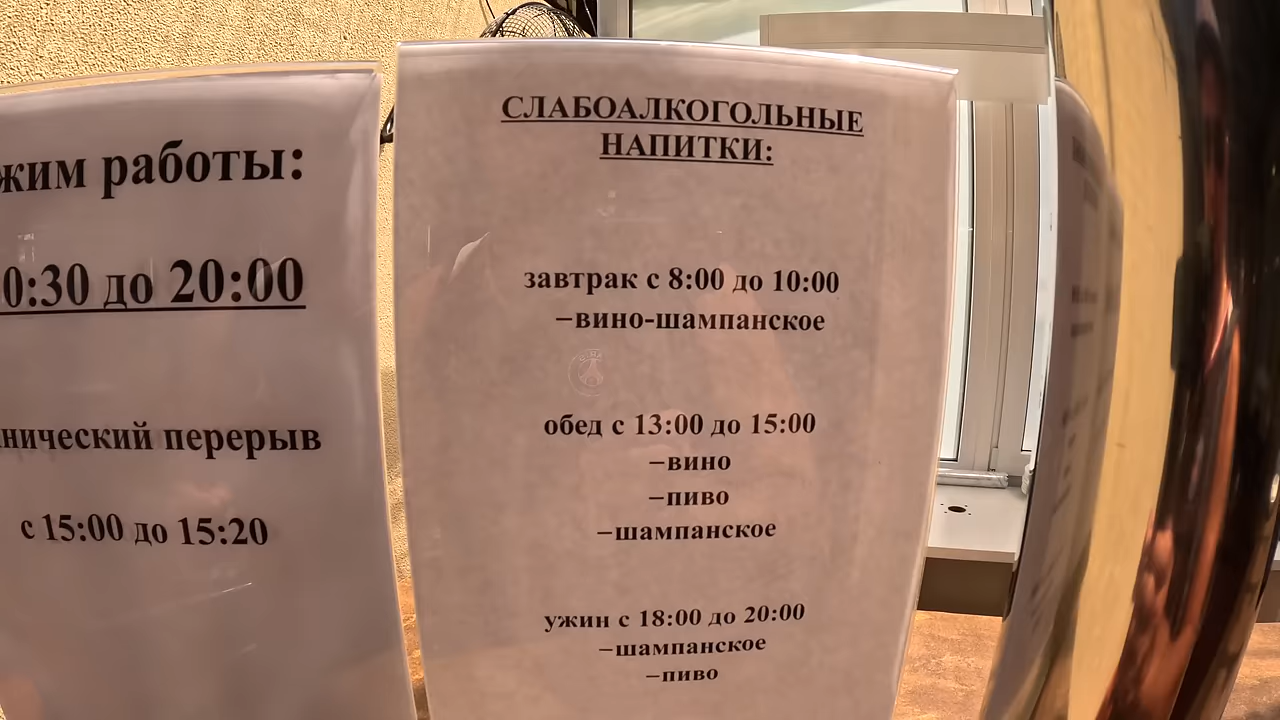 жим работы:
0:30 до 20:00
нический перерыв
с 15:00 до 15:20
СЛАБОАЛКОГОЛЬНЫЕ
НАПИТКИ:
завтрак с 8:00 до 10:00
–вино-шампанское
обед с 13:00 до 15:00
–вино
–пиво
–шампанское
ужин с 18:00 до 20:00
–шампанское
–пиво